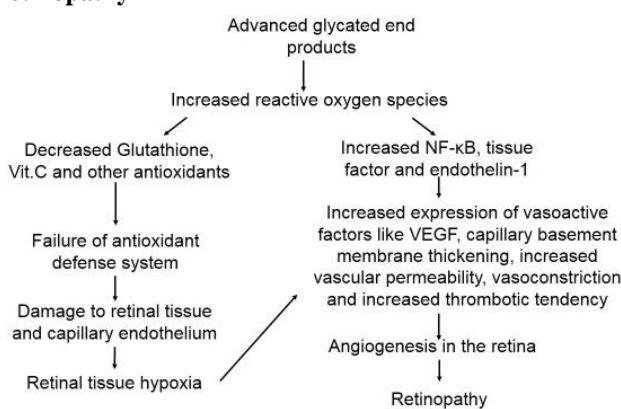 Advanced glycated end
products
Increased reactive oxygen species
Decreased Glutathione,
Vit.C and other antioxidants
Failure of antioxidant
defense system
Damage to retinal tissue
and capillary endothelium
Retinal tissue hypoxia
Increased NF-κB, tissue
factor and endothelin-1
Increased expression of vasoactive
factors like VEGF, capillary basement
membrane thickening, increased
vascular permeability, vasoconstriction
and increased thrombotic tendency
Angiogenesis in the retina
Retinopathy